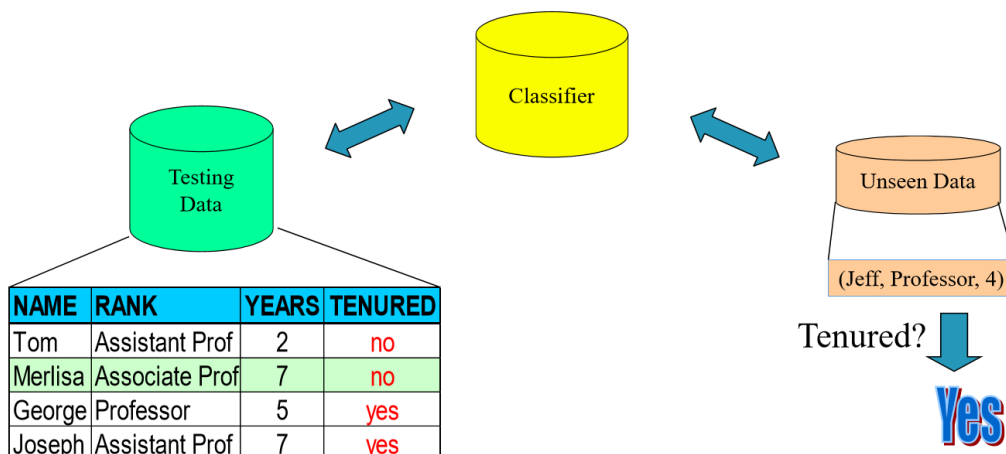 Classifier
Testing
Data
Unseen Data
(Jeff, Professor, 4)
NAME RANK YEARS TENURED
Tom Assistant Prof 2 no
Merlisa Associate Prof 7 no
George Professor 5 yes
Joseph Assistant Prof 7 yes
Tenured?
Yes